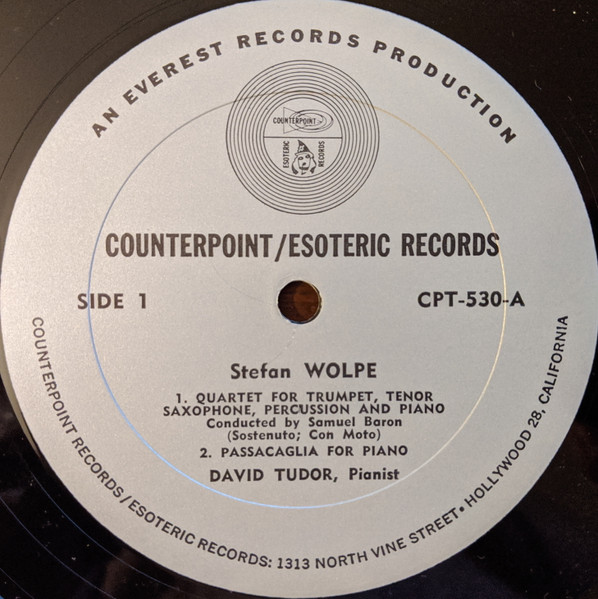 AN EVEREST RECORDS PRODUCTION
COUNTERPOINT
ESOTERIC RECORDS
COUNTERPOINT/ESOTERIC RECORDS
SIDE 1
CPT-530-A
Stefan WOLPE
1. QUARTET FOR TRUMPET, TENOR
SAXOPHONE, PERCUSSION AND PIANO
Conducted by Samuel Baron
(Sostenuto; Con Moto)
2. PASSACAGLIA FOR PIANO
DAVID TUDOR, Pianist
COUNTERPOINT RECORDS/ESOTERIC RECORDS: 1313 NORTH VINE STREET• HOLLYWOOD 28, CALIFORNIA